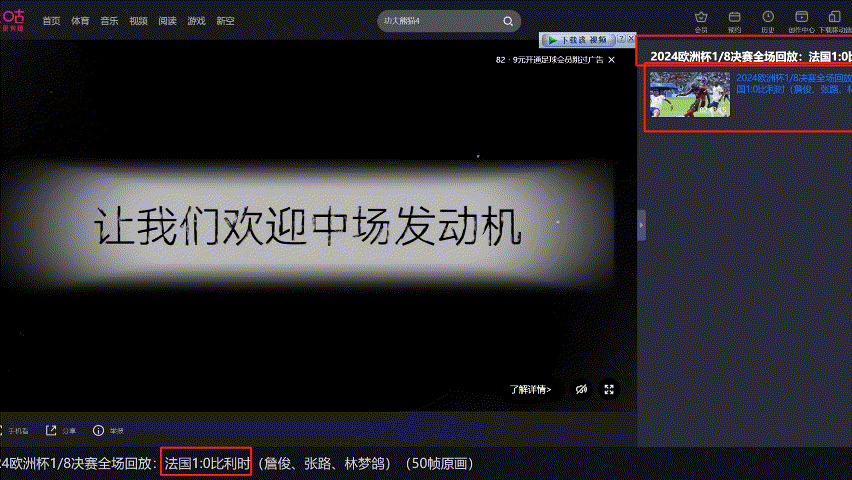 咕
首页 体育 音乐 视频 阅读 游戏 新空
功夫熊猫4
会员 预约 历史 创作中心 下载移动端
下载该视频 ? X
82 · 9元开通足球会员跳过广告 ×
2024欧洲杯1/8决赛全场回放：法国1:0比
2024欧洲杯1/8决赛全场回放
国1:0比利时（詹俊、张路、林
让我们欢迎中场发动机
了解详情>
手机看 分享 举报
24欧洲杯1/8决赛全场回放：法国1:0比利时（詹俊、张路、林梦鸽）（50帧原画）